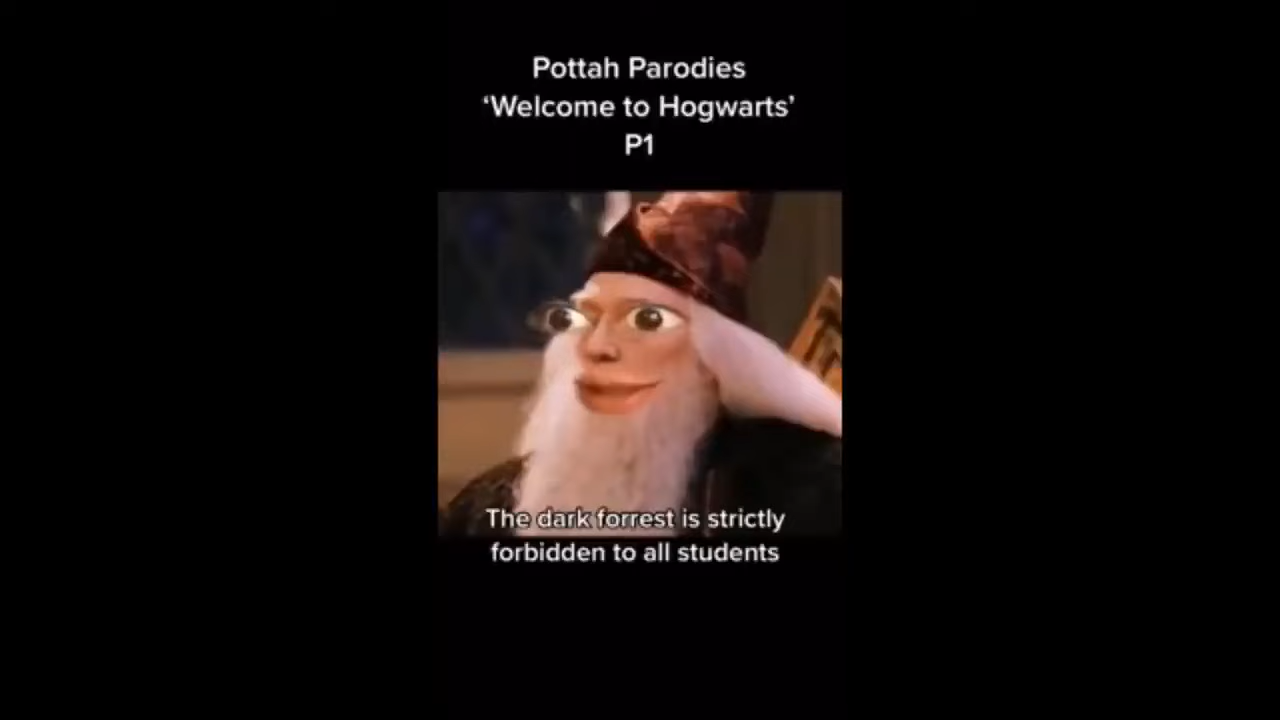 Pottah Parodies
‘Welcome to Hogwarts’
P1
The dark forrest is strictly
forbidden to all students